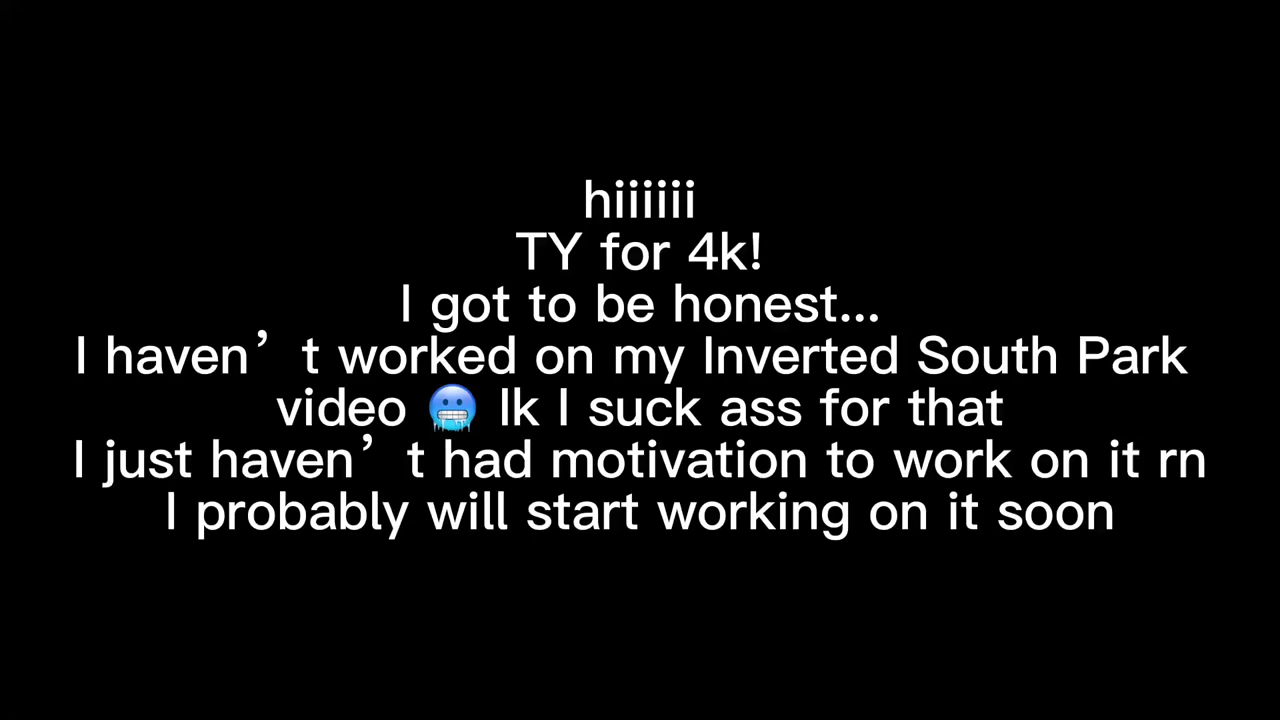 hiiiiii
TY for 4k!
I got to be honest...
I haven’t worked on my Inverted South Park
video 🥶 Ik I suck ass for that
I just haven’t had motivation to work on it rn
I probably will start working on it soon